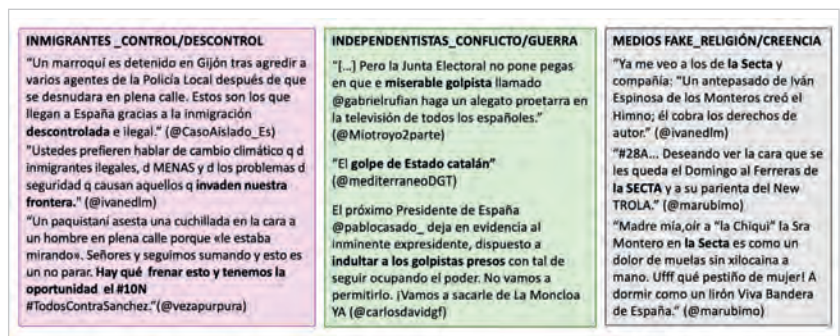 INMIGRANTES _CONTROL/DESCONTROL
"Un marroquí es detenido en Gijón tras agredir a
varios agentes de la Policía Local después de que
se desnudara en plena calle. Estos son los que
llegan a España gracias a la inmigración
descontrolada e ilegal." (@CasoAislado_Es)
"Ustedes prefieren hablar de cambio climático q d
inmigrantes ilegales, d MENAS y d los problemas d
seguridad q causan aquellos q invaden nuestra
frontera." (@ivanedlm)
"Un paquistaní asesta una cuchillada en la cara a
un hombre en plena calle porque «le estaba
mirando». Señores y seguimos sumando y esto es
un no parar. Hay qué frenar esto y tenemos la
oportunidad el #10N
#TodosContraSanchez."(@vezapurpura)
INDEPENDENTISTAS_CONFLICTO/GUERRA
"[...] Pero la Junta Electoral no pone pegas
en que e miserable golpista llamado
@gabrielrufian haga un alegato proetarra en
la televisión de todos los españoles."
(@Miotroyo2parte)
"El golpe de Estado catalán"
(@mediterraneoDGT)
El próximo Presidente de España
@pablocasado_ deja en evidencia al
inminente expresidente, dispuesto a
indultar a los golpistas presos con tal de
seguir ocupando el poder. No vamos a
permitirlo. ¡Vamos a sacarle de La Moncloa
YA (@carlosdavidgf)
MEDIOS FAKE_RELIGIÓN/CREENCIA
"Ya me veo a los de la Secta y
compañía: "Un antepasado de Iván
Espinosa de los Monteros creó el
Himno; él cobra los derechos de
autor." (@ivanedlm)
"#28A... Deseando ver la cara que se
les queda el Domingo al Ferreras de
la SECTA y a su parienta del New
TROLA." (@marubimo)
"Madre mía,oír a "la Chiqui" la Sra
Montero en la Secta es como un
dolor de muelas sin xilocaina a
mano. Ufff qué pestiño de mujer! A
dormir como un lirón Viva Bandera
de España." (@marubimo)